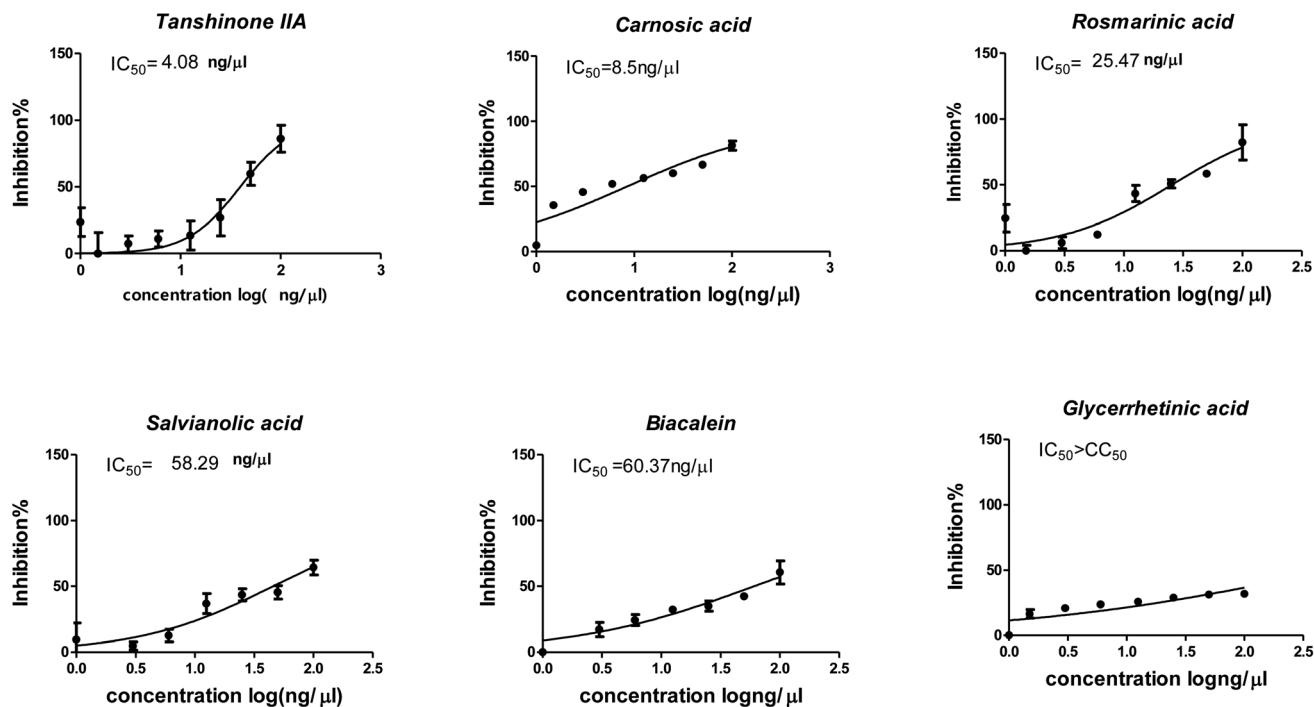 Tanshinone IIA
150
100
50
0
Inhibition%
IC50= 4.08 ng/µl
0 1 2 3
concentration log( ng/µl)
Carnosic acid
150
100
50
0
Inhibition%
IC50=8.5ng/µl
0 1 2 3
concentration log(ng/µl)
Rosmarinic acid
150
100
50
0
Inhibition%
IC50= 25.47 ng/µl
0.0 0.5 1.0 1.5 2.0 2.5
concentration log(ng/µl)
Salvianolic acid
150
100
50
0
Inhibition%
IC50= 58.29 ng/µl
0.0 0.5 1.0 1.5 2.0 2.5
concentration log(ng/µl)
Biacalein
150
100
50
0
Inhibition%
IC50 =60.37ng/µl
0.0 0.5 1.0 1.5 2.0 2.5
concentration logng/µl
Glycerrhetinic acid
150
100
50
0
Inhibition%
IC50>CC50
0.0 0.5 1.0 1.5 2.0 2.5
concentration logng/µl